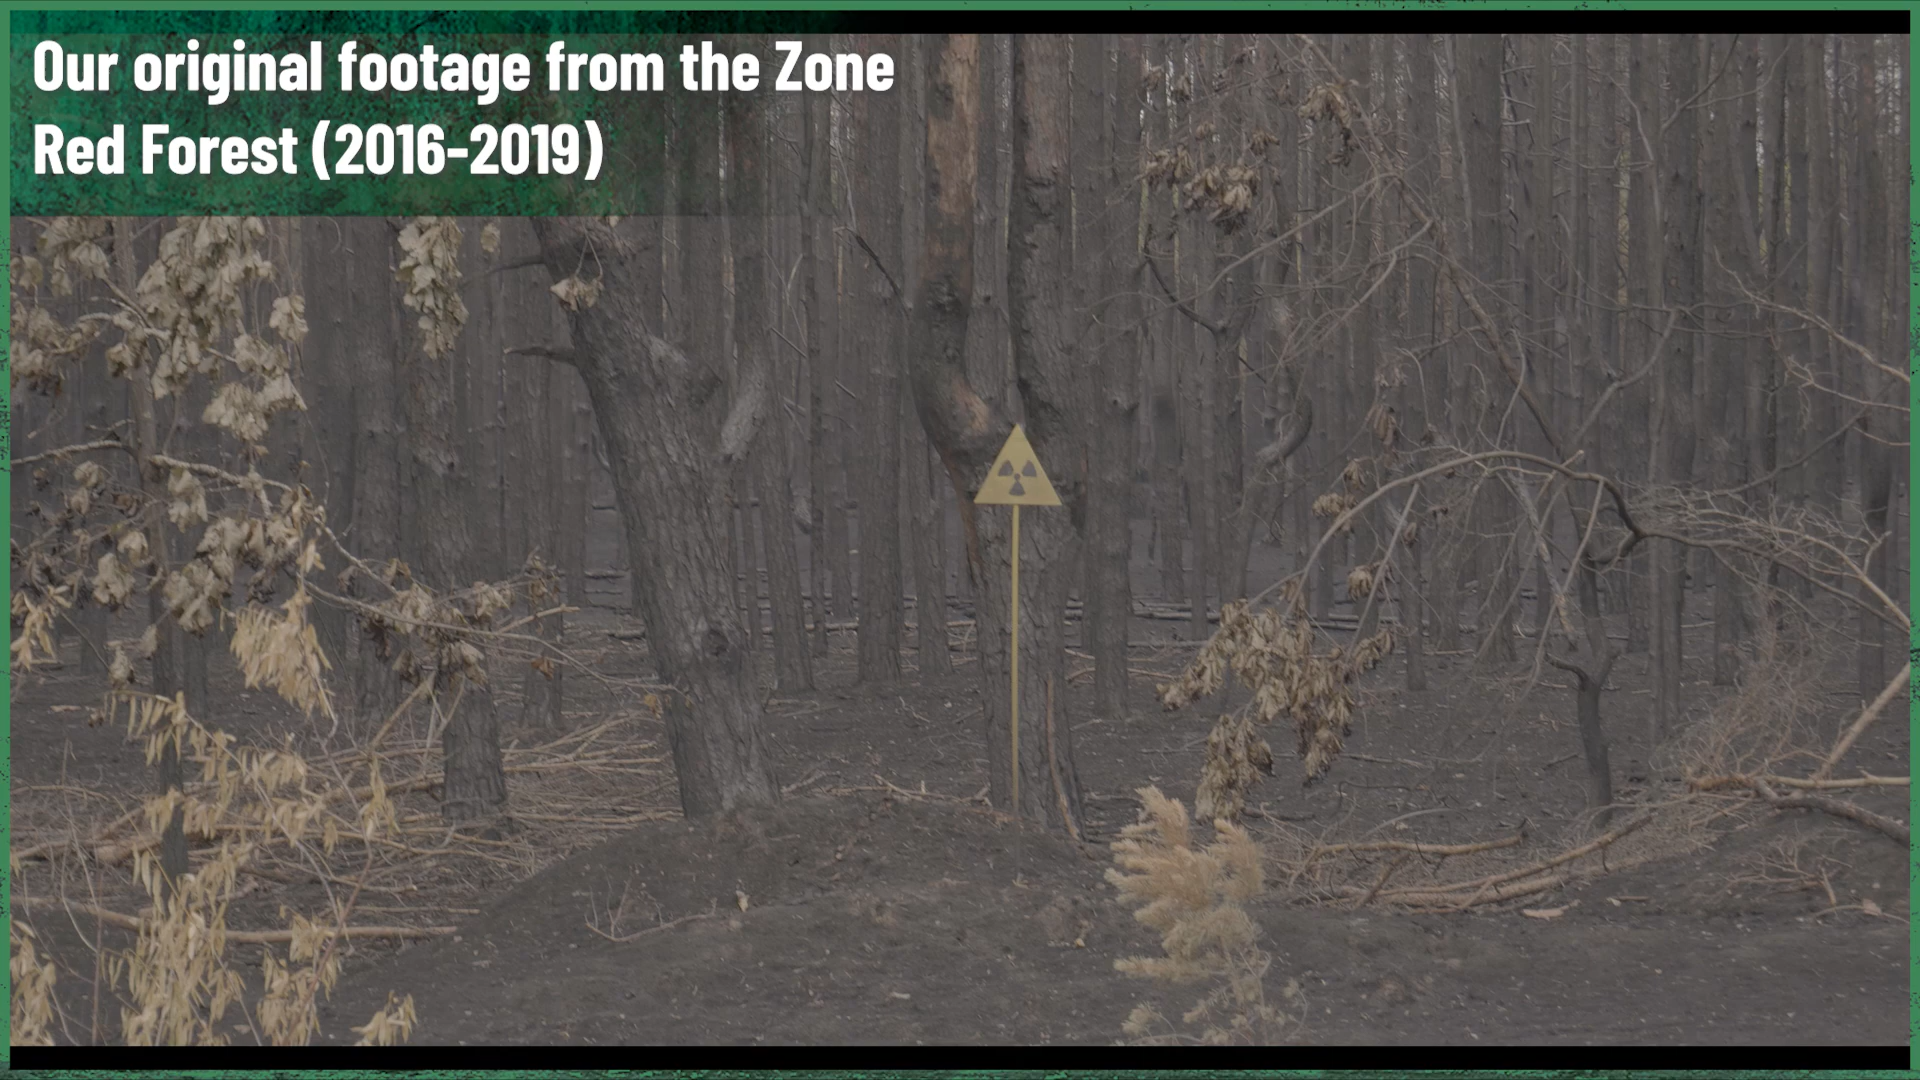 Our original footage from the Zone
Red Forest (2016-2019)